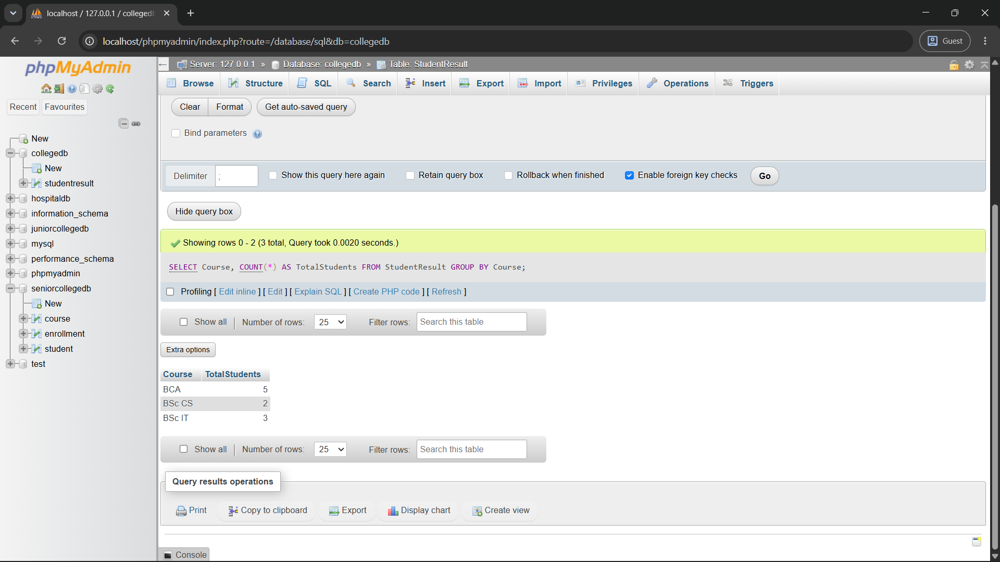 localhost / 127.0.0.1 / collegedb
localhost/phpmyadmin/index.php?route=/database/sql&db=collegedb
Guest
phpMyAdmin
Recent
Favourites
New
collegedb
New
studentresult
hospitaldb
information_schema
juniorcollegedb
mysql
performance_schema
phpmyadmin
seniorcollegedb
New
course
enrollment
student
test
Server: 127.0.0.1 » Database: collegedb » Table: StudentResult
Browse Structure SQL Search Insert Export Import Privileges Operations Triggers
Clear Format Get auto-saved query
Bind parameters
Delimiter ; Show this query here again Retain query box Rollback when finished Enable foreign key checks Go
Hide query box
Showing rows 0 - 2 (3 total, Query took 0.0020 seconds.)
SELECT Course, COUNT(*) AS TotalStudents FROM StudentResult GROUP BY Course;
Profiling [ Edit inline ] [ Edit ] [ Explain SQL ] [ Create PHP code ] [ Refresh ]
Show all | Number of rows: 25 Filter rows: Search this table
Extra options
Course TotalStudents
BCA 5
BSc CS 2
BSc IT 3
Show all | Number of rows: 25 Filter rows: Search this table
Query results operations
Print Copy to clipboard Export Display chart Create view
Console